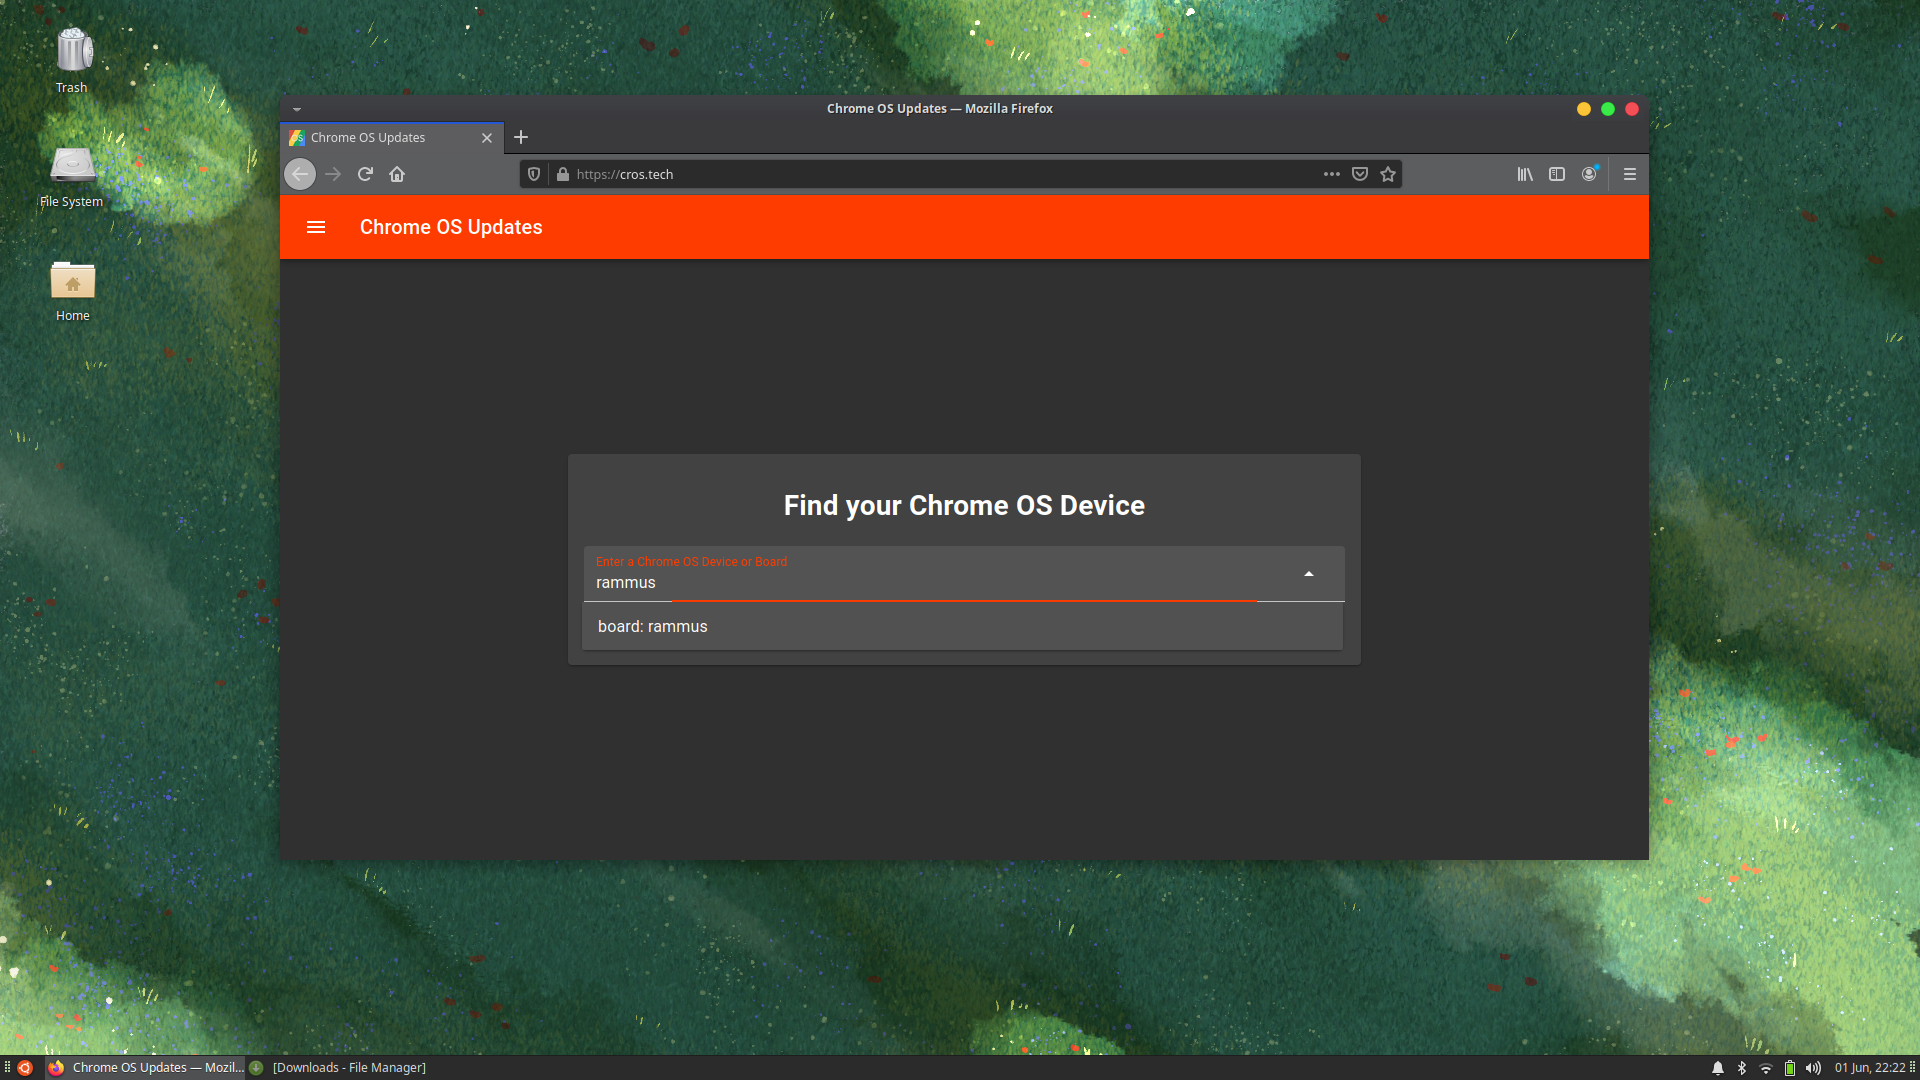 Trash
File System
Home
Chrome OS Updates — Mozilla Firefox
Chrome OS Updates
https://cros.tech
Chrome OS Updates
Find your Chrome OS Device
Enter a Chrome OS Device or Board
rammus
board: rammus
Chrome OS Updates — Mozil...
[Downloads - File Manager]
01 Jun, 22:22